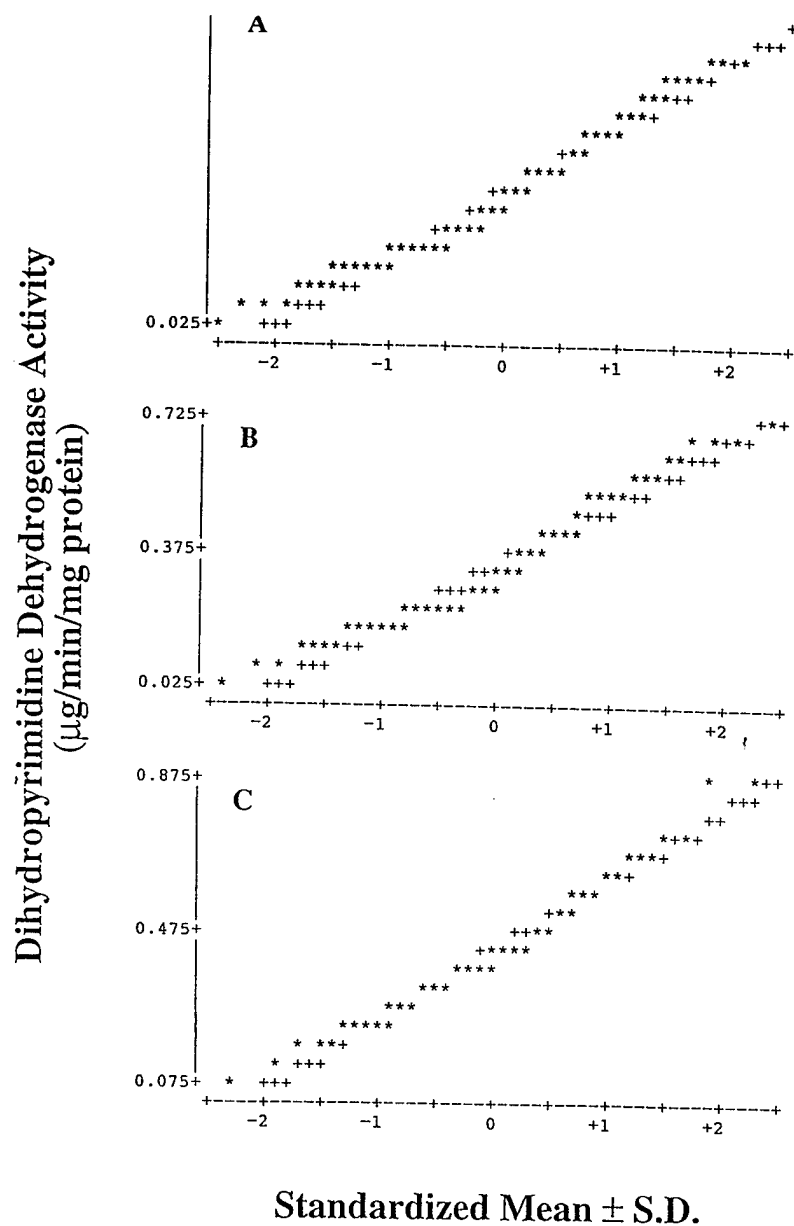 Dihydropyrimidine Dehydrogenase Activity
(µg/min/mg protein)
A
0.025+
−2 −1 0 +1 +2
0.725+
B
0.375+
0.025+
−2 −1 0 +1 +2
0.875+
C
0.475+
0.075+
−2 −1 0 +1 +2
Standardized Mean ± S.D.